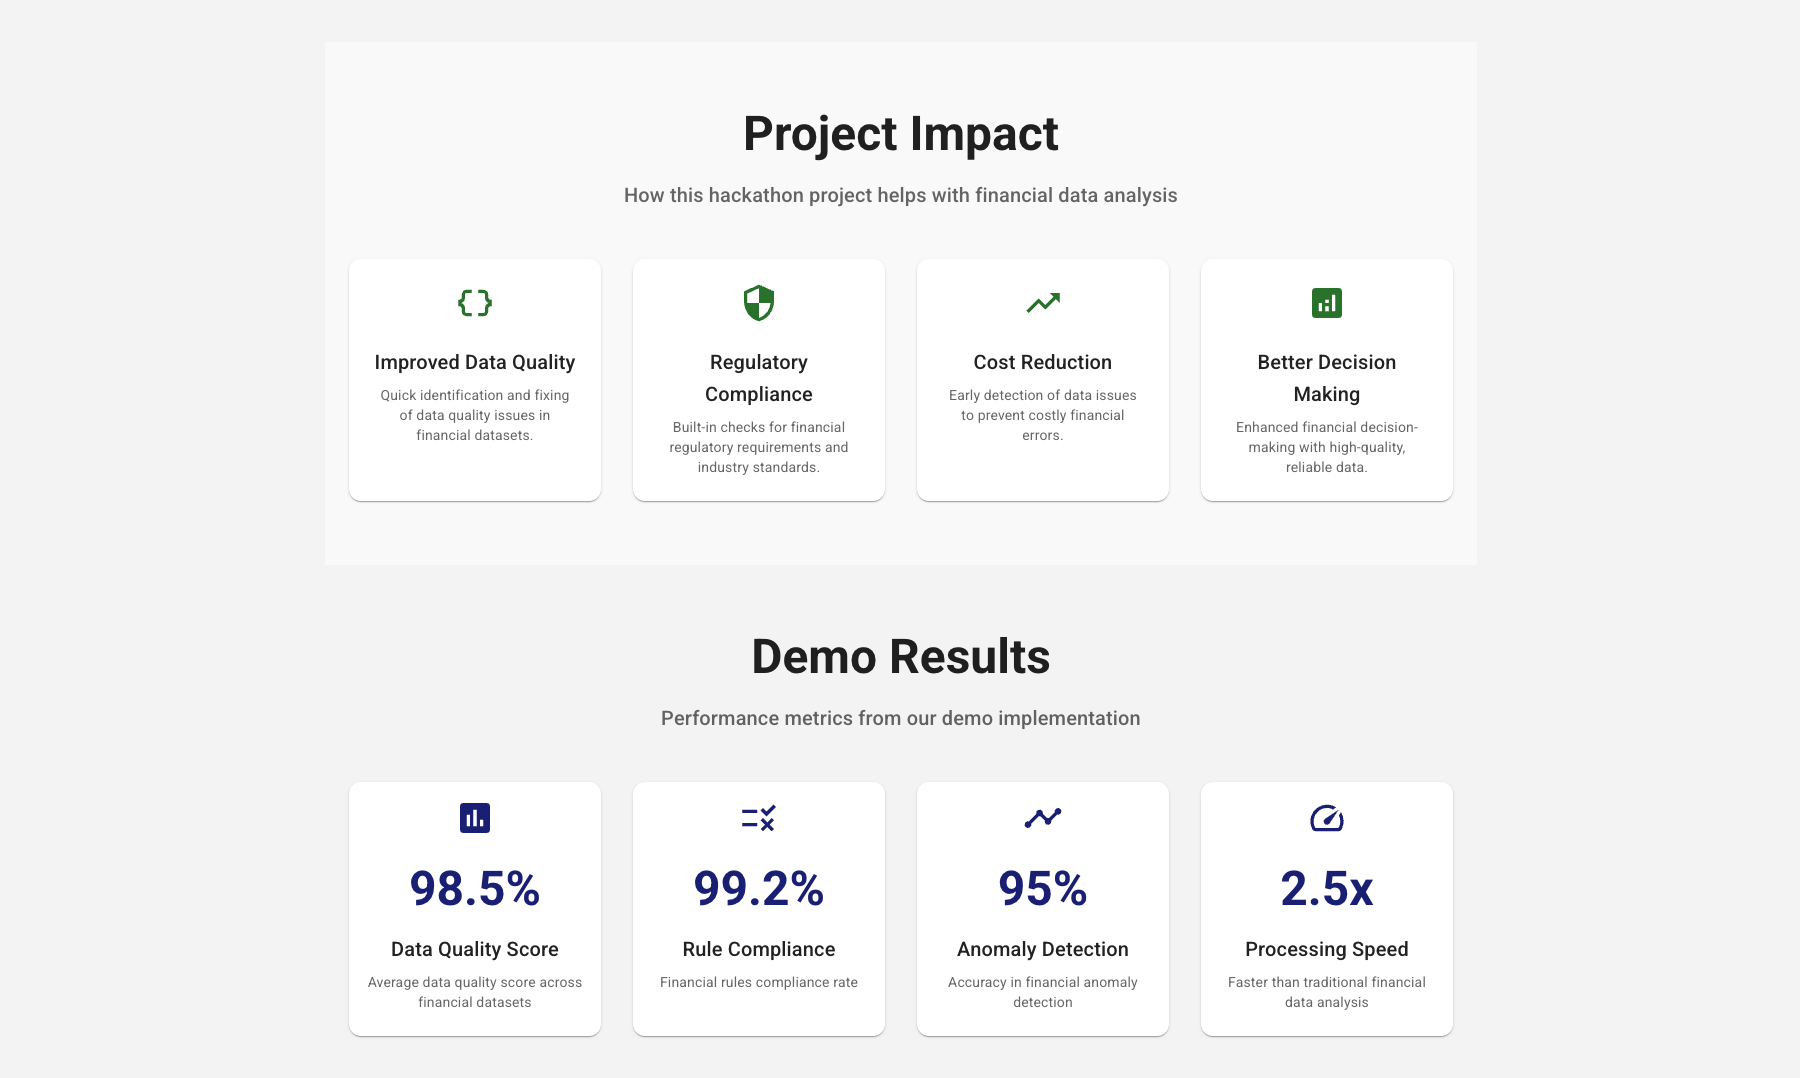 Project Impact
How this hackathon project helps with financial data analysis
Improved Data Quality
Quick identification and fixing
of data quality issues in
financial datasets.
Regulatory
Compliance
Built-in checks for financial
regulatory requirements and
industry standards.
Cost Reduction
Early detection of data issues
to prevent costly financial
errors.
Better Decision
Making
Enhanced financial decision-
making with high-quality,
reliable data.
Demo Results
Performance metrics from our demo implementation
98.5%
Data Quality Score
Average data quality score across
financial datasets
99.2%
Rule Compliance
Financial rules compliance rate
95%
Anomaly Detection
Accuracy in financial anomaly
detection
2.5x
Processing Speed
Faster than traditional financial
data analysis